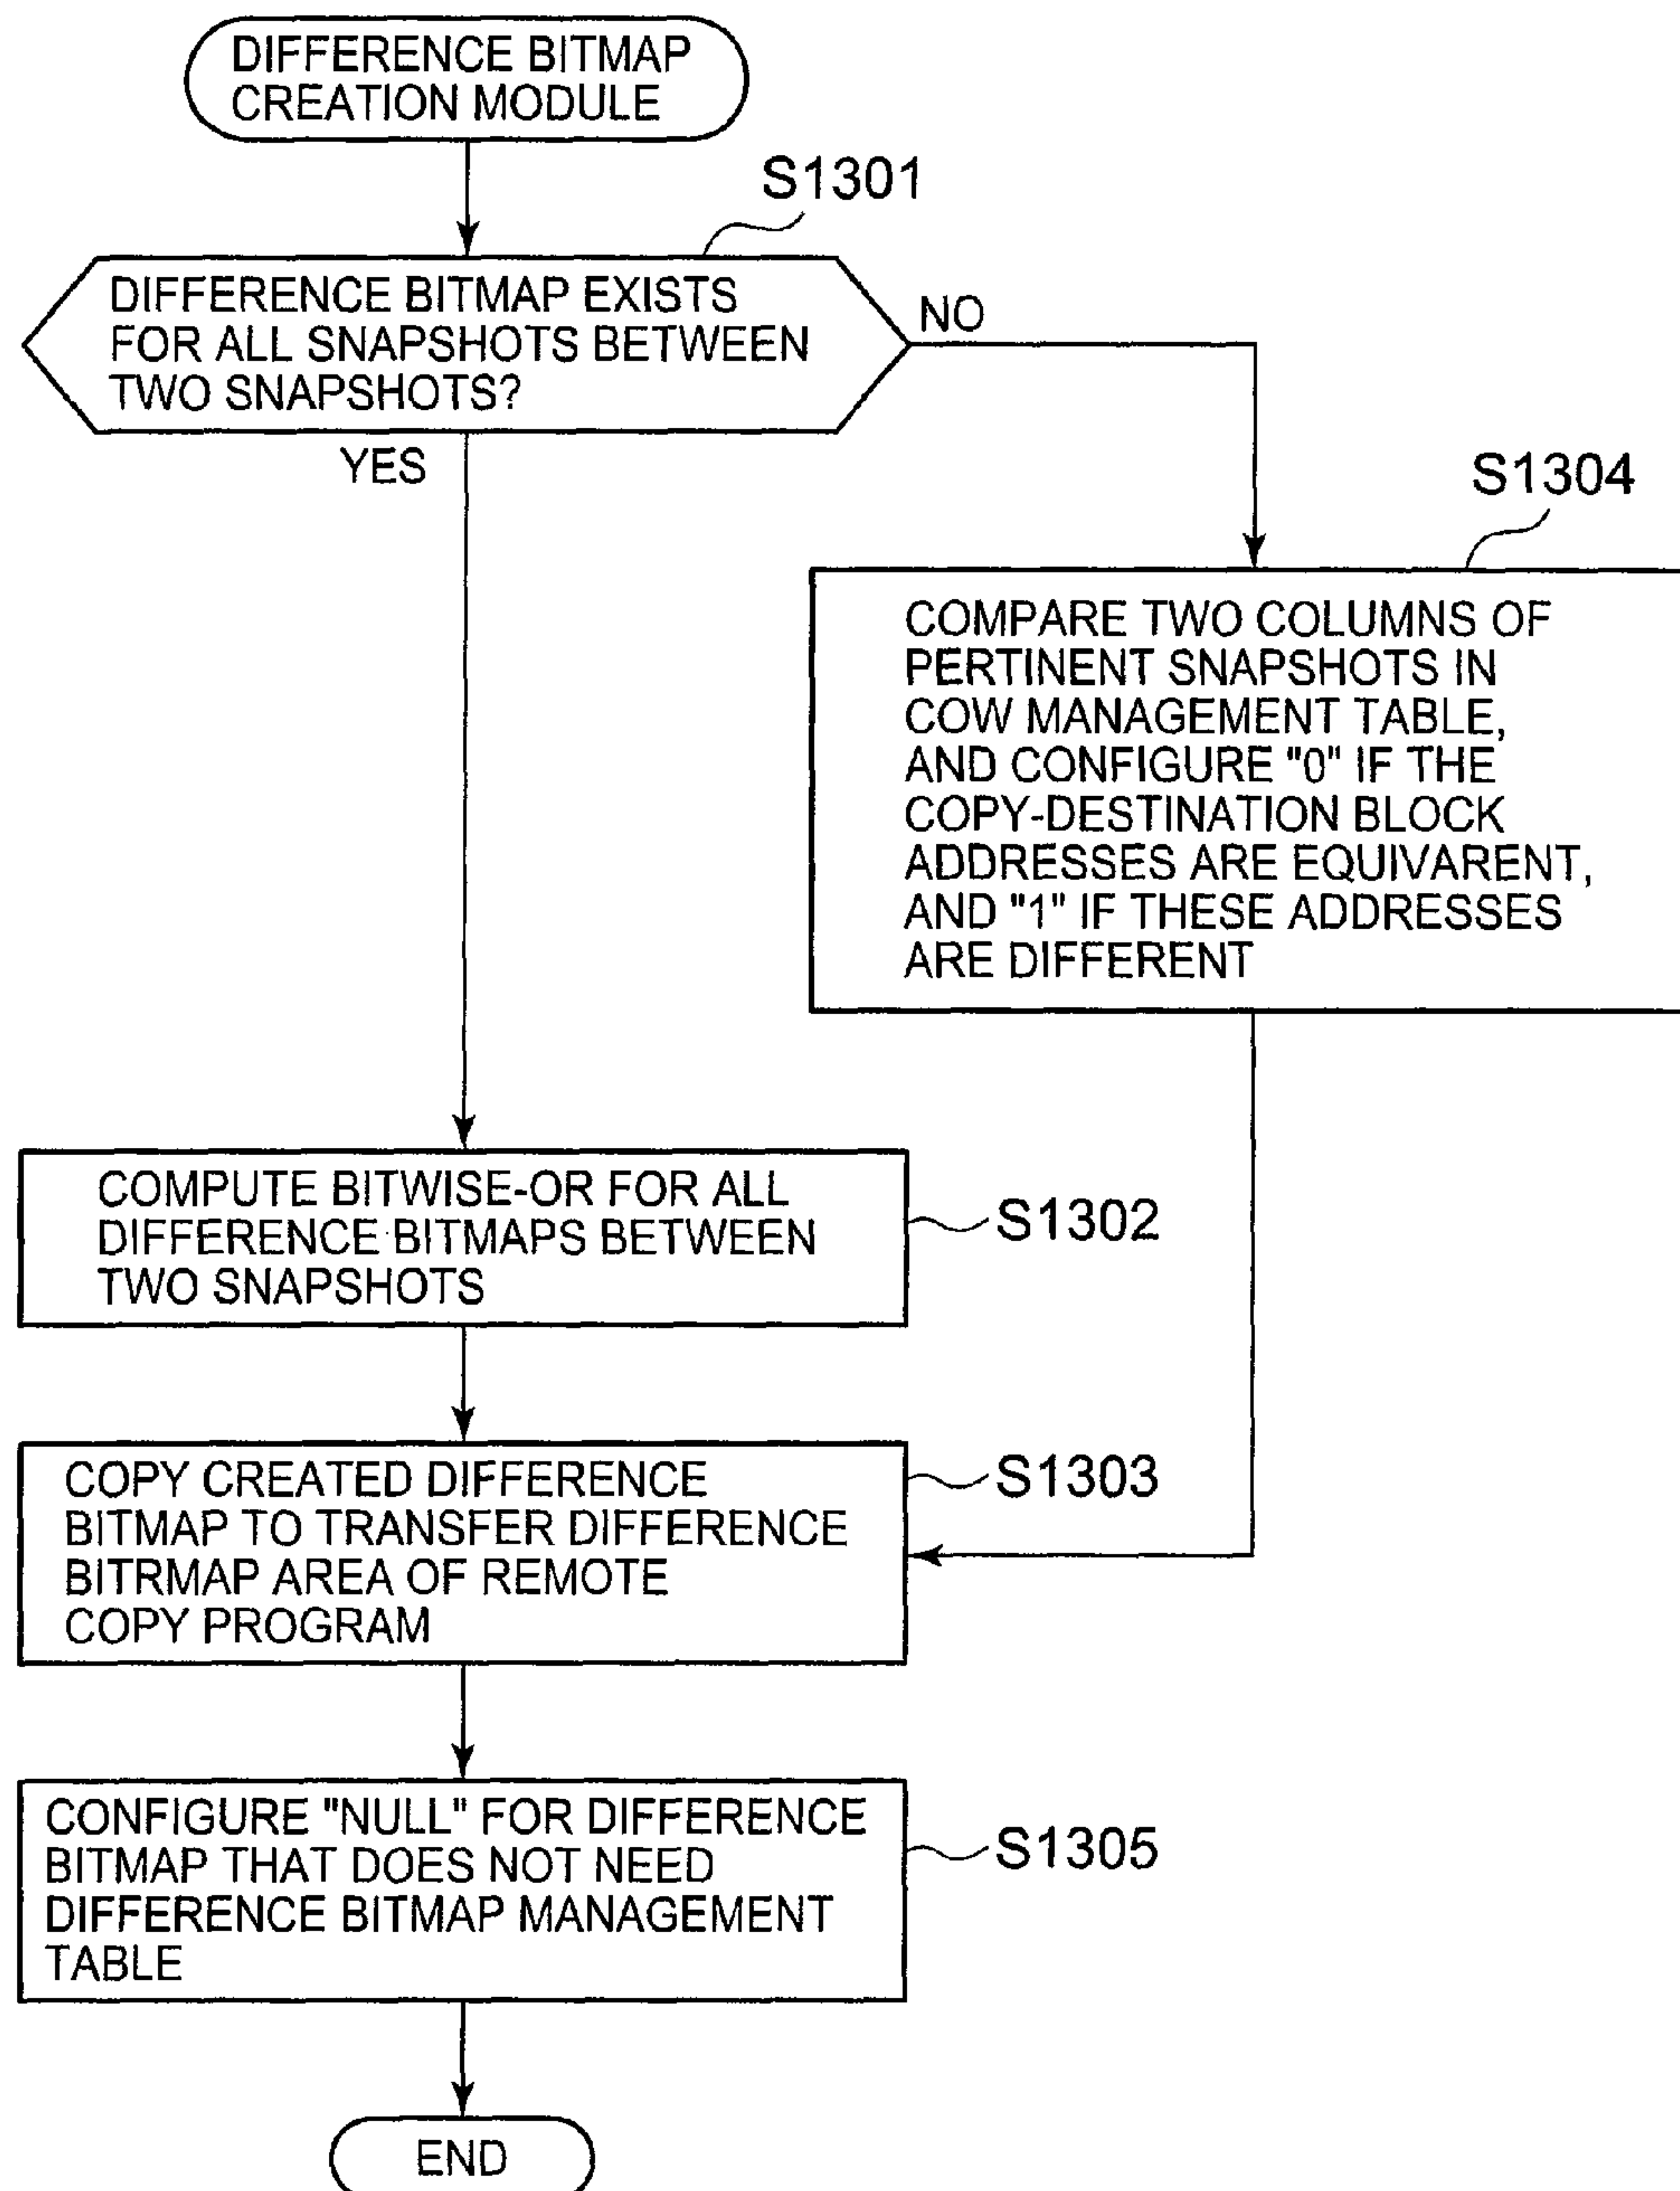 DIFFERENCE BITMAP
CREATION MODULE
S1301
DIFFERENCE BITMAP EXISTS
FOR ALL SNAPSHOTS BETWEEN
TWO SNAPSHOTS?
NO
YES
S1304
COMPARE TWO COLUMNS OF
PERTINENT SNAPSHOTS IN
COW MANAGEMENT TABLE,
AND CONFIGURE "0" IF THE
COPY-DESTINATION BLOCK
ADDRESSES ARE EQUIVARENT,
AND "1" IF THESE ADDRESSES
ARE DIFFERENT
COMPUTE BITWISE-OR FOR ALL
DIFFERENCE BITMAPS BETWEEN
TWO SNAPSHOTS
S1302
COPY CREATED DIFFERENCE
BITMAP TO TRANSFER DIFFERENCE
BITRMAP AREA OF REMOTE
COPY PROGRAM
S1303
CONFIGURE "NULL" FOR DIFFERENCE
BITMAP THAT DOES NOT NEED
DIFFERENCE BITMAP MANAGEMENT
TABLE
S1305
END